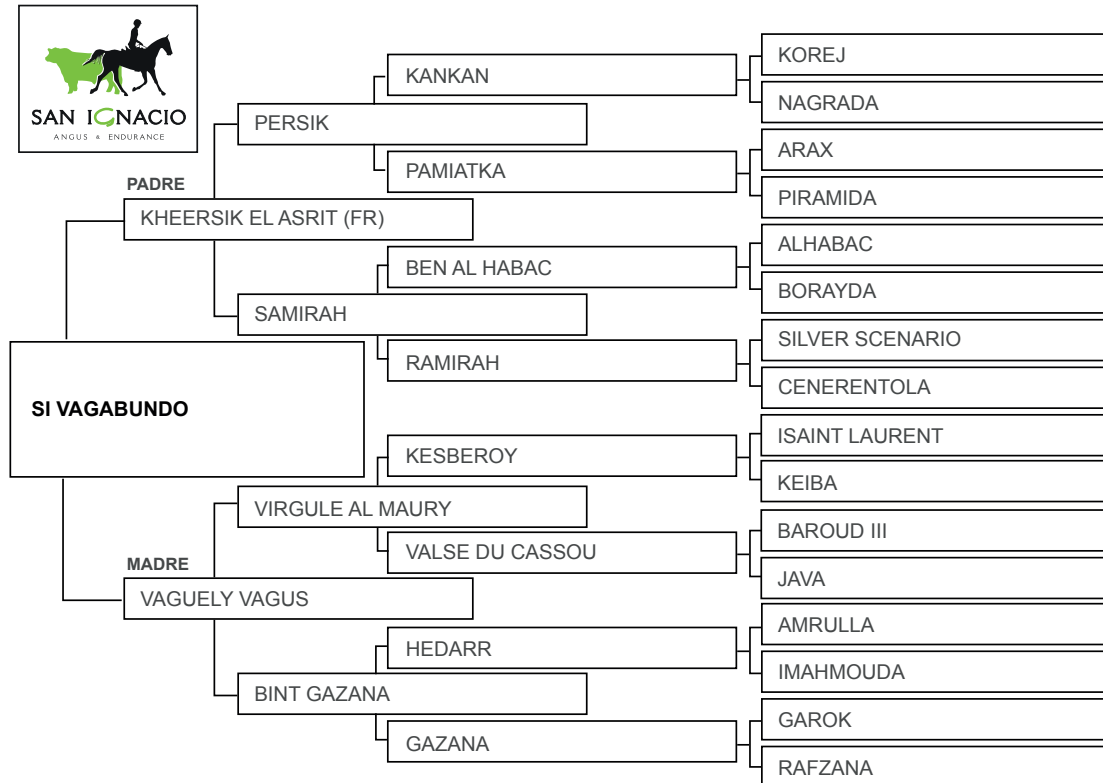 SAN IGNACIO
ANGUS & ENDURANCE
PADRE
MADRE
SI VAGABUNDO
KHEERSIK EL ASRIT (FR)
VAGUELY VAGUS
PERSIK
SAMIRAH
VIRGULE AL MAURY
BINT GAZANA
KANKAN
PAMIATKA
BEN AL HABAC
RAMIRAH
KESBEROY
VALSE DU CASSOU
HEDARR
GAZANA
KOREJ
NAGRADA
ARAX
PIRAMIDA
ALHABAC
BORAYDA
SILVER SCENARIO
CENERENTOLA
ISAINT LAURENT
KEIBA
BAROUD III
JAVA
AMRULLA
IMAHMOUDA
GAROK
RAFZANA